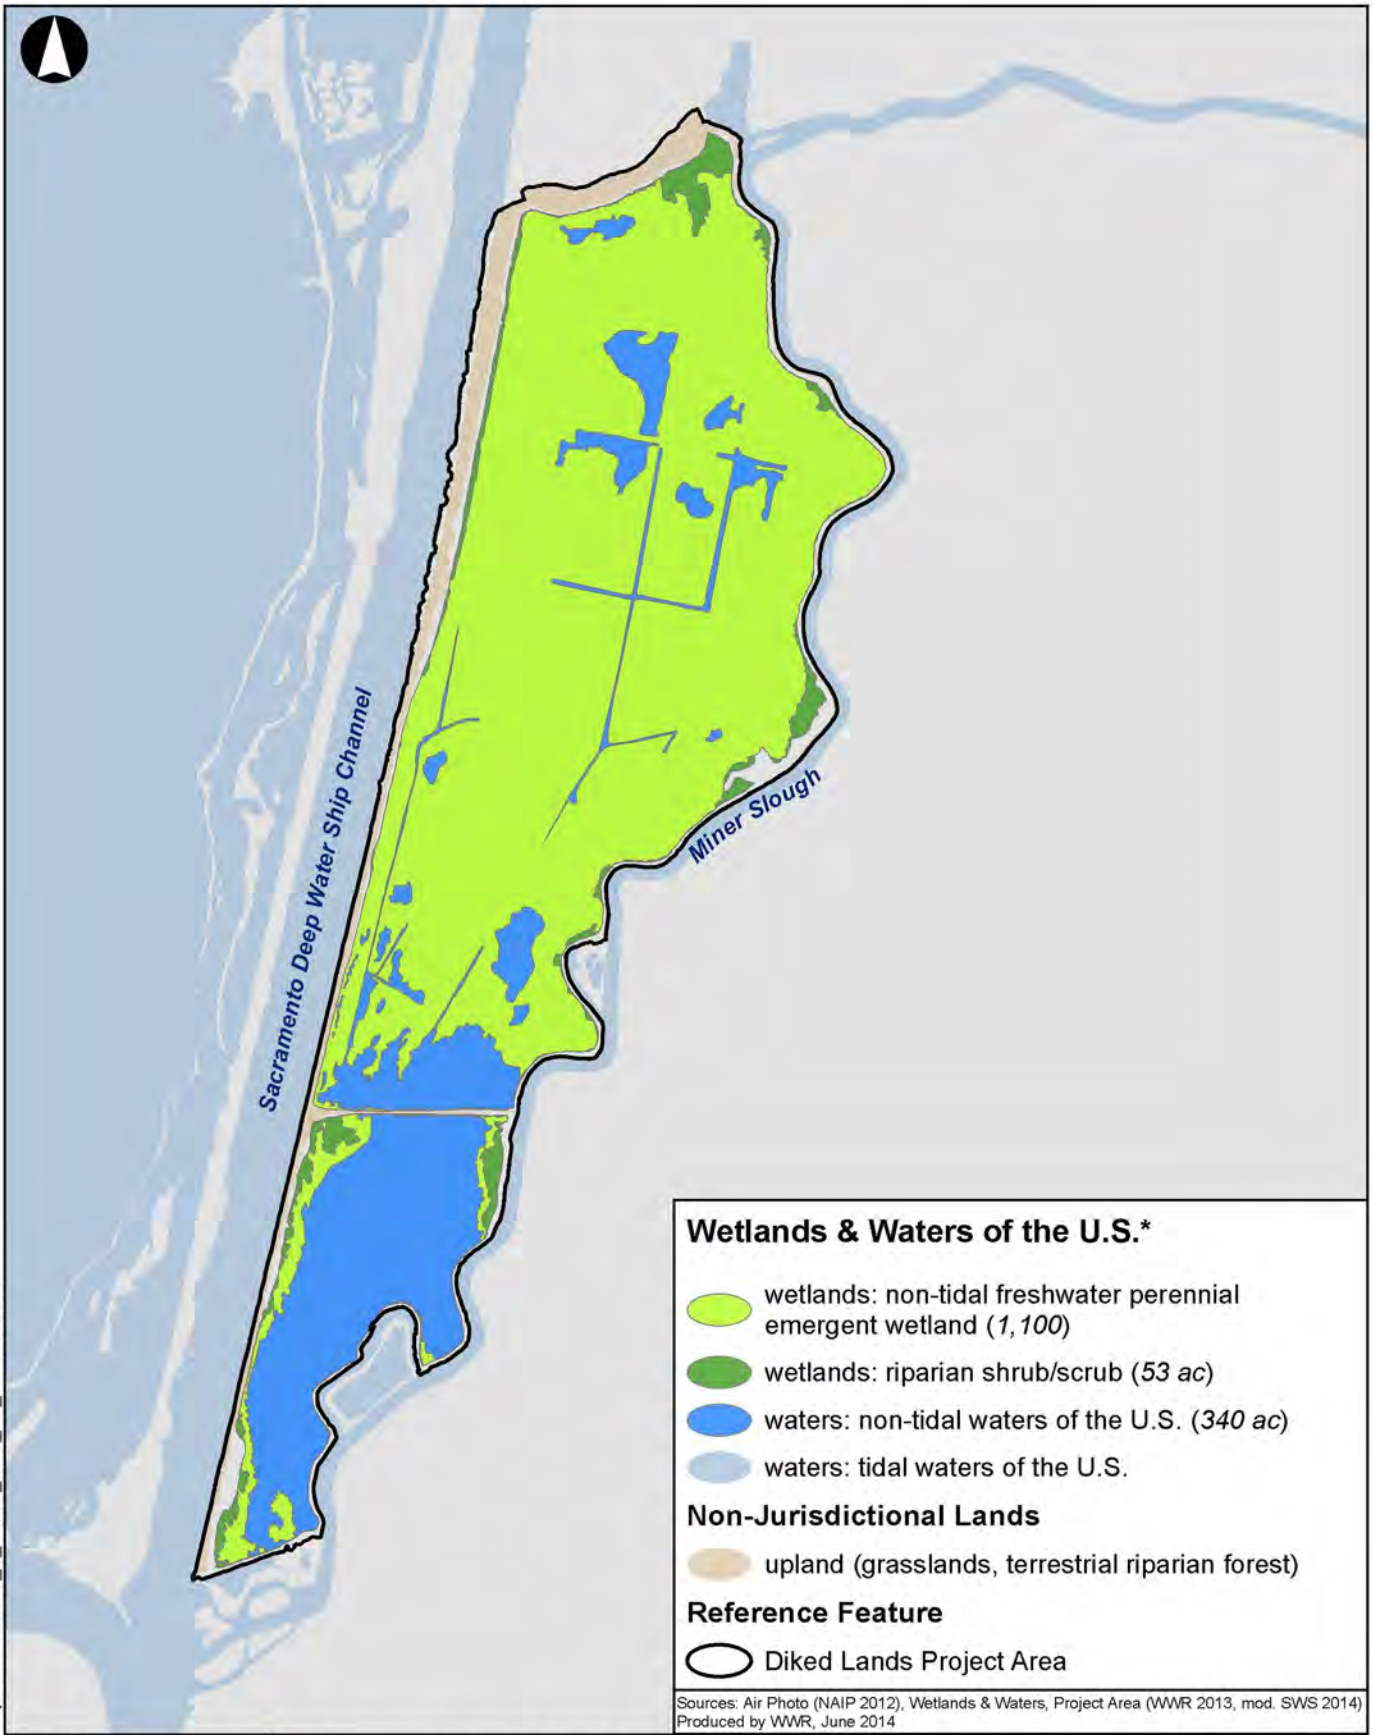 Sacramento Deep Water Ship Channel
Miner Slough
Wetlands & Waters of the U.S.*
wetlands: non-tidal freshwater perennial
emergent wetland (1,100)
wetlands: riparian shrub/scrub (53 ac)
waters: non-tidal waters of the U.S. (340 ac)
waters: tidal waters of the U.S.
Non-Jurisdictional Lands
upland (grasslands, terrestrial riparian forest)
Reference Feature
Diked Lands Project Area
Sources: Air Photo (NAIP 2012), Wetlands & Waters, Project Area (WWR 2013, mod. SWS 2014)
Produced by WWR, June 2014